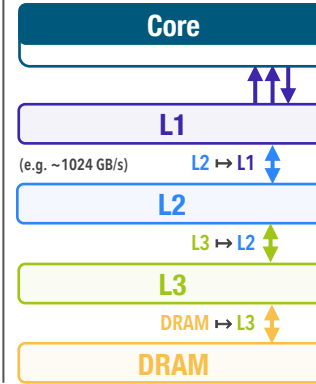 Core
L1
(e.g. ~1024 GB/s) L2 ↦ L1
L2
L3 ↦ L2
L3
DRAM ↦ L3
DRAM